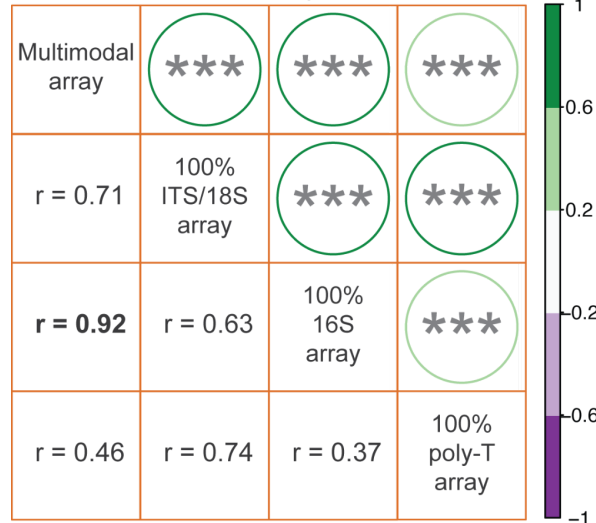 Multimodal
array
***
***
***
r = 0.71
100%
ITS/18S
array
***
***
r = 0.92
r = 0.63
100%
16S
array
***
r = 0.46
r = 0.74
r = 0.37
100%
poly-T
array
1
0.6
0.2
-0.2
-0.6
-1